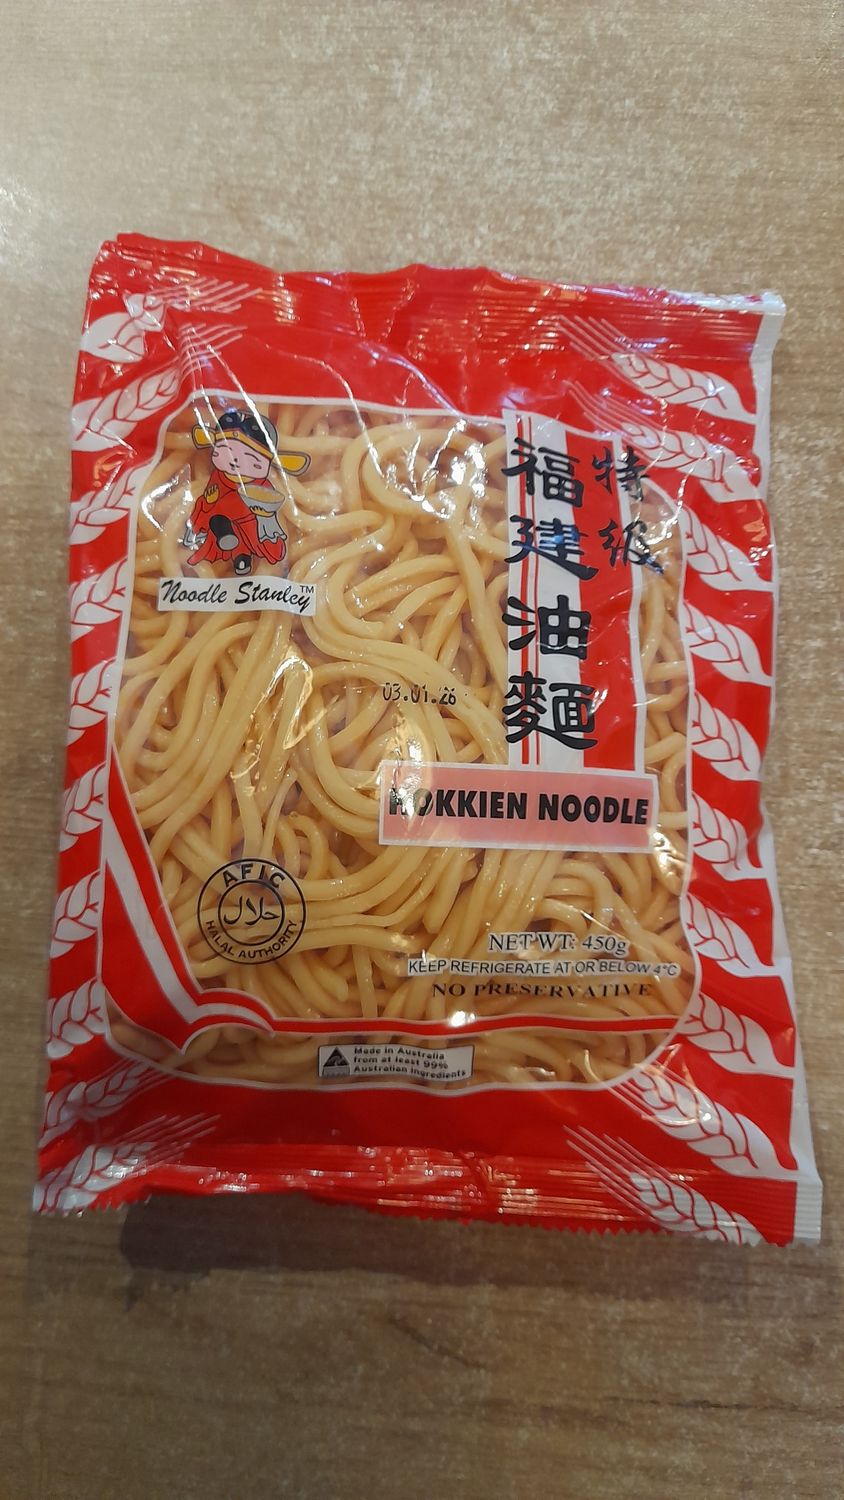 特級
福建油麵
Noodle Stanley™
03.01.26
HOKKIEN NOODLE
AFIC
حلال
HALAL AUTHORITY
NET WT: 450g
KEEP REFRIGERATE AT OR BELOW 4°C
NO PRESERVATIVE
Made in Australia
from at least 99%
Australian ingredients